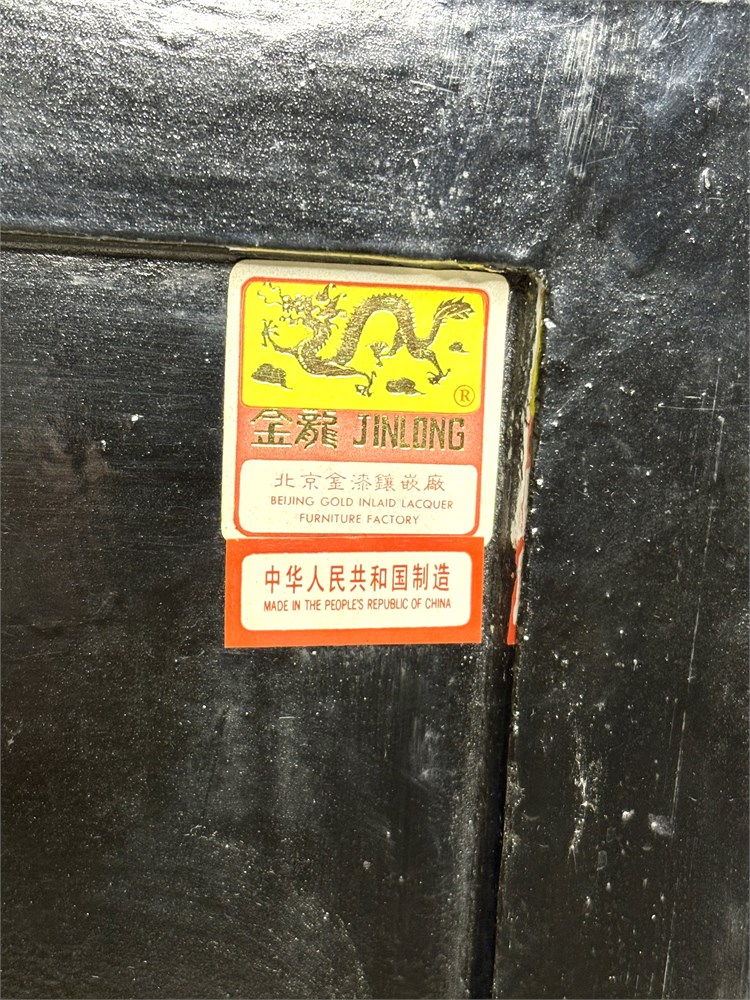 ®
金龍 JINLONG
北京金漆鑲嵌廠
BEIJING GOLD INLAID LACQUER
FURNITURE FACTORY
中华人民共和国制造
MADE IN THE PEOPLE'S REPUBLIC OF CHINA